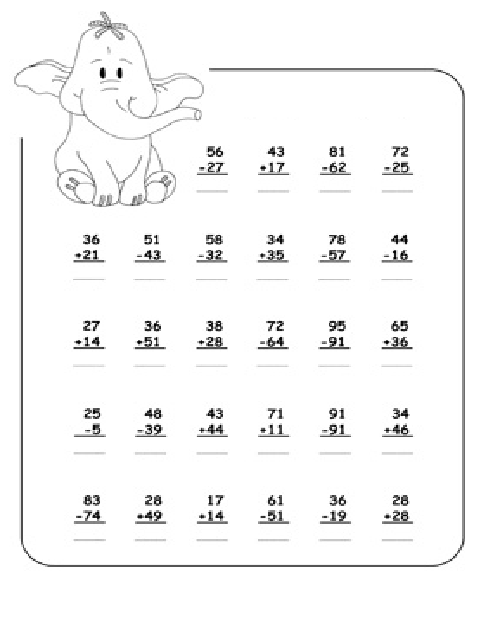 56 43 81 72
-27 +17 -62 -25
36 51 58 34 78 44
+21 -43 -32 +35 -57 -16
27 36 38 72 95 65
+14 +51 +28 -64 -91 +36
25 48 43 71 91 34
-5 -39 +44 +11 -91 +46
83 28 17 61 36 28
-74 +49 +14 -51 -19 +28